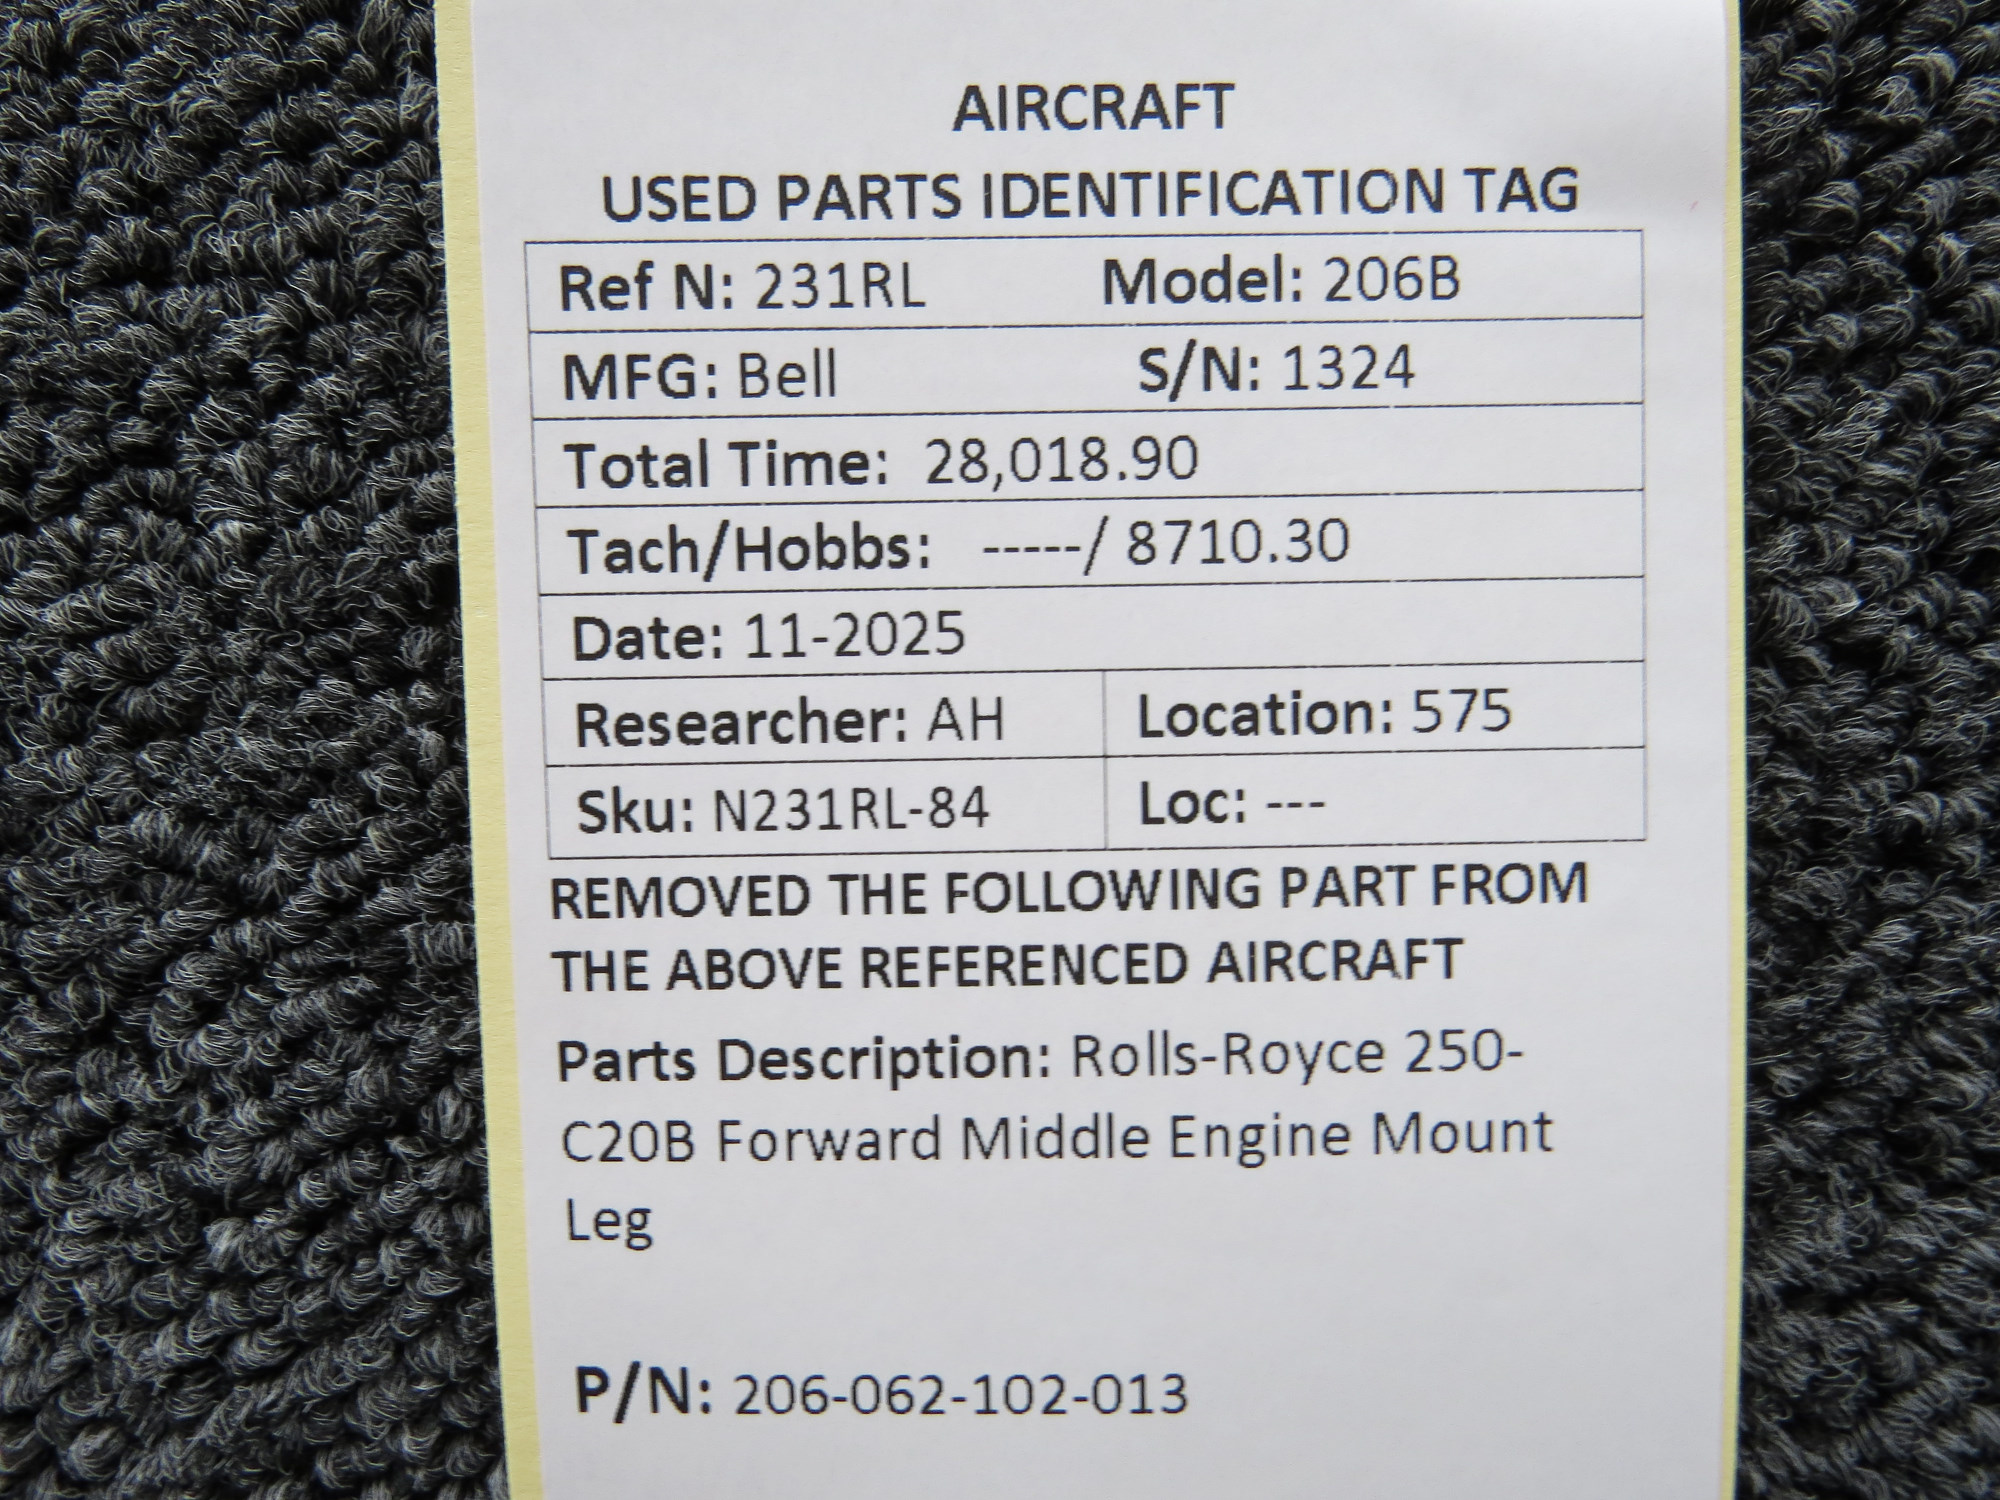 AIRCRAFT
USED PARTS IDENTIFICATION TAG
Ref N: 231RL Model: 206B
MFG: Bell S/N: 1324
Total Time: 28,018.90
Tach/Hobbs: -----/ 8710.30
Date: 11-2025
Researcher: AH Location: 575
Sku: N231RL-84 Loc: ---
REMOVED THE FOLLOWING PART FROM
THE ABOVE REFERENCED AIRCRAFT
Parts Description: Rolls-Royce 250-
C20B Forward Middle Engine Mount
Leg
P/N: 206-062-102-013